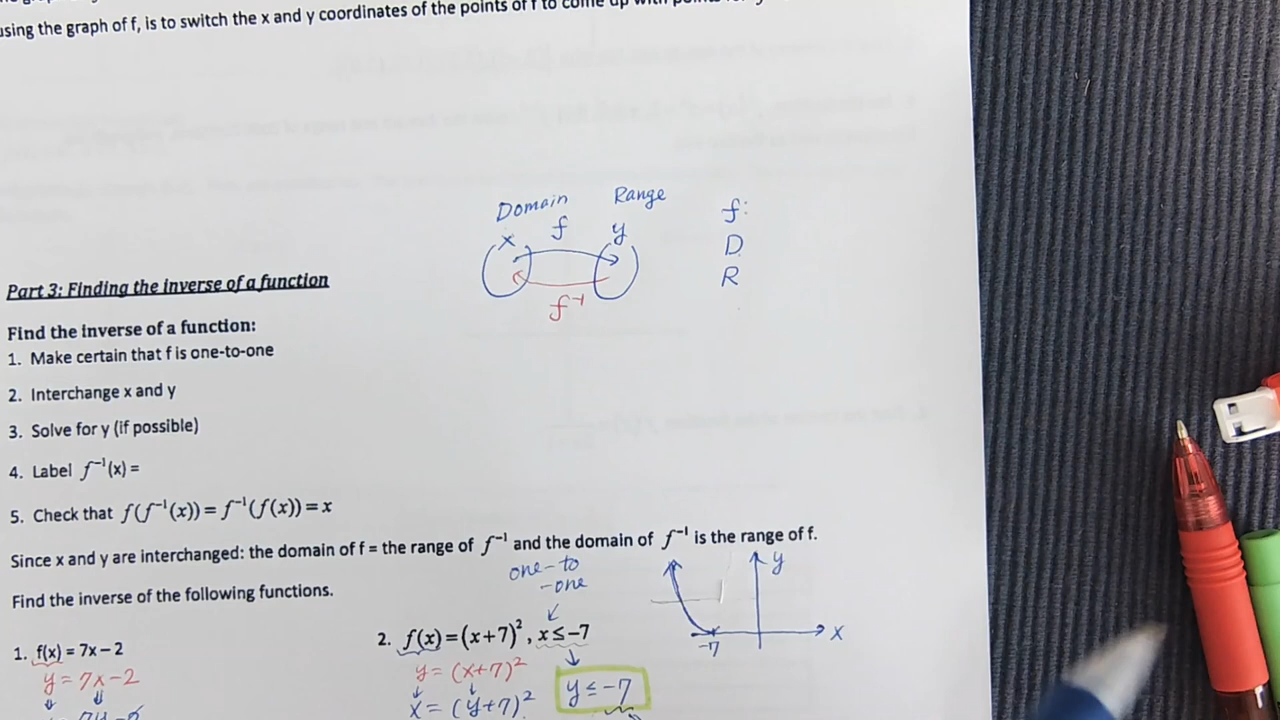 using the graph of f, is to switch the x and y coordinates of the points of f to come up with points
Domain Range
f f:
x y D
f⁻¹ R
Part 3: Finding the inverse of a function
Find the inverse of a function:
1. Make certain that f is one-to-one
2. Interchange x and y
3. Solve for y (if possible)
4. Label f⁻¹(x) =
5. Check that f(f⁻¹(x)) = f⁻¹(f(x)) = x
Since x and y are interchanged: the domain of f = the range of f⁻¹ and the domain of f⁻¹ is the range of f.
one-to
-one
y
x
-7
Find the inverse of the following functions.
1. f(x) = 7x – 2
y = 7x-2
2. f(x) = (x+7)², x ≤ –7
y = (x+7)²
x = (y+7)²
y ≤ -7